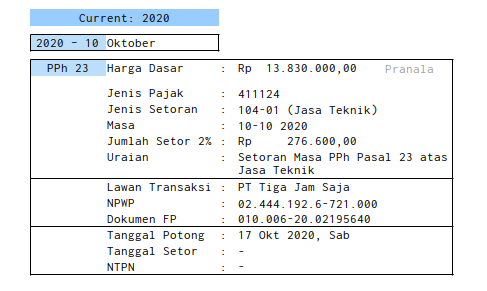 Current: 2020
2020 - 10 Oktober
PPh 23 Harga Dasar : Rp 13.830.000,00 Pranala
Jenis Pajak : 411124
Jenis Setoran : 104-01 (Jasa Teknik)
Masa : 10-10 2020
Jumlah Setor 2% : Rp 276.600,00
Uraian : Setoran Masa PPh Pasal 23 atas
Jasa Teknik
Lawan Transaksi : PT Tiga Jam Saja
NPWP : 02.444.192.6-721.000
Dokumen FP : 010.006-20.02195640
Tanggal Potong : 17 Okt 2020, Sab
Tanggal Setor : -
NTPN : -